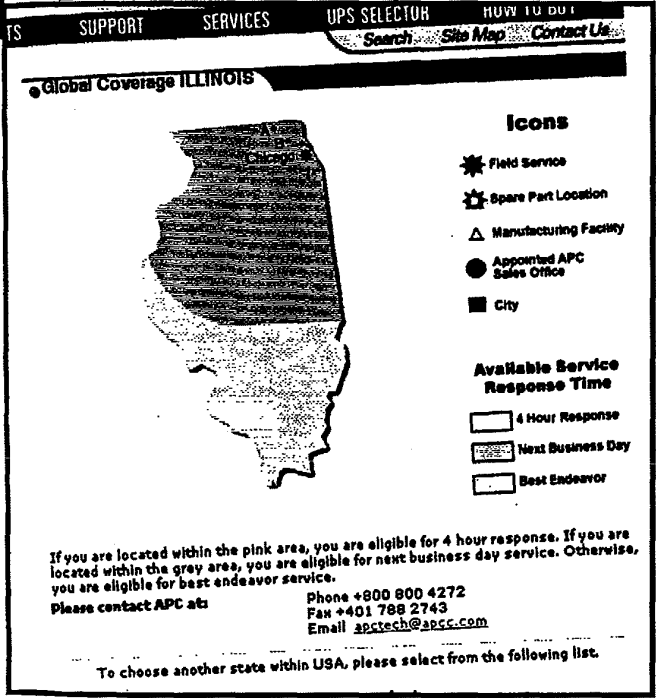 TS SUPPORT SERVICES UPS SELECTOR HOW TO BUY
Search Site Map Contact Us
Global Coverage ILLINOIS
Chicago
Icons
Field Service
Spare Part Location
Manufacturing Facility
Appointed APC
Sales Office
City
Available Service
Response Time
4 Hour Response
Next Business Day
Best Endeavor
If you are located within the pink area, you are eligible for 4 hour response. If you are
located within the grey area, you are eligible for next business day service. Otherwise,
you are eligible for best endeavor service.
Please contact APC at:
Phone +800 800 4272
Fax +401 788 2743
Email apctech@apcc.com
To choose another state within USA, please select from the following list.